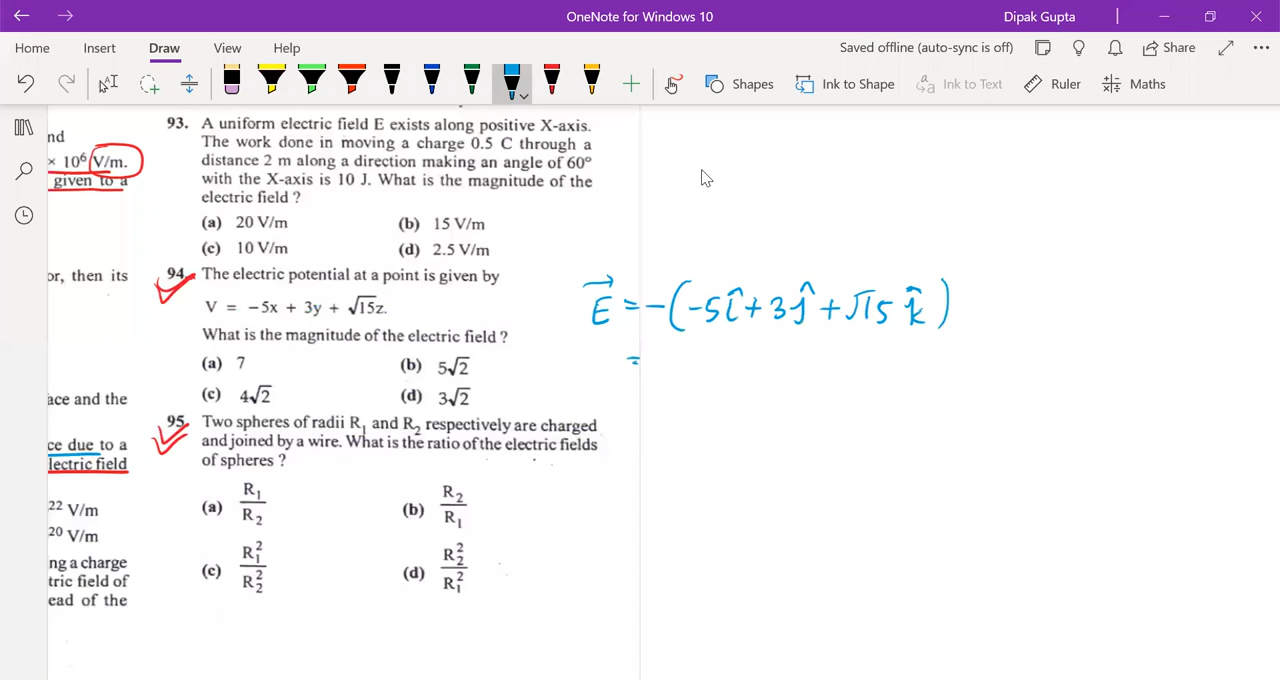 OneNote for Windows 10
Dipak Gupta
Home Insert Draw View Help
Saved offline (auto-sync is off)
Share
Shapes
Ink to Shape
Ink to Text
Ruler
Maths
nd
× 10⁶ V/m.
given to a
or, then its
ace and the
ce due to a
lectric field
22 V/m
20 V/m
ng a charge
tric field of
ead of the
93. A uniform electric field E exists along positive X-axis.
The work done in moving a charge 0.5 C through a
distance 2 m along a direction making an angle of 60°
with the X-axis is 10 J. What is the magnitude of the
electric field ?
(a) 20 V/m (b) 15 V/m
(c) 10 V/m (d) 2.5 V/m
94. The electric potential at a point is given by
V = −5x + 3y + √15z.
What is the magnitude of the electric field ?
(a) 7 (b) 5√2
(c) 4√2 (d) 3√2
95. Two spheres of radii R₁ and R₂ respectively are charged
and joined by a wire. What is the ratio of the electric fields
of spheres ?
(a) R₁/R₂ (b) R₂/R₁
(c) R₁²/R₂² (d) R₂²/R₁²
E⃗ = −(−5î + 3ĵ + √15 k̂)
=